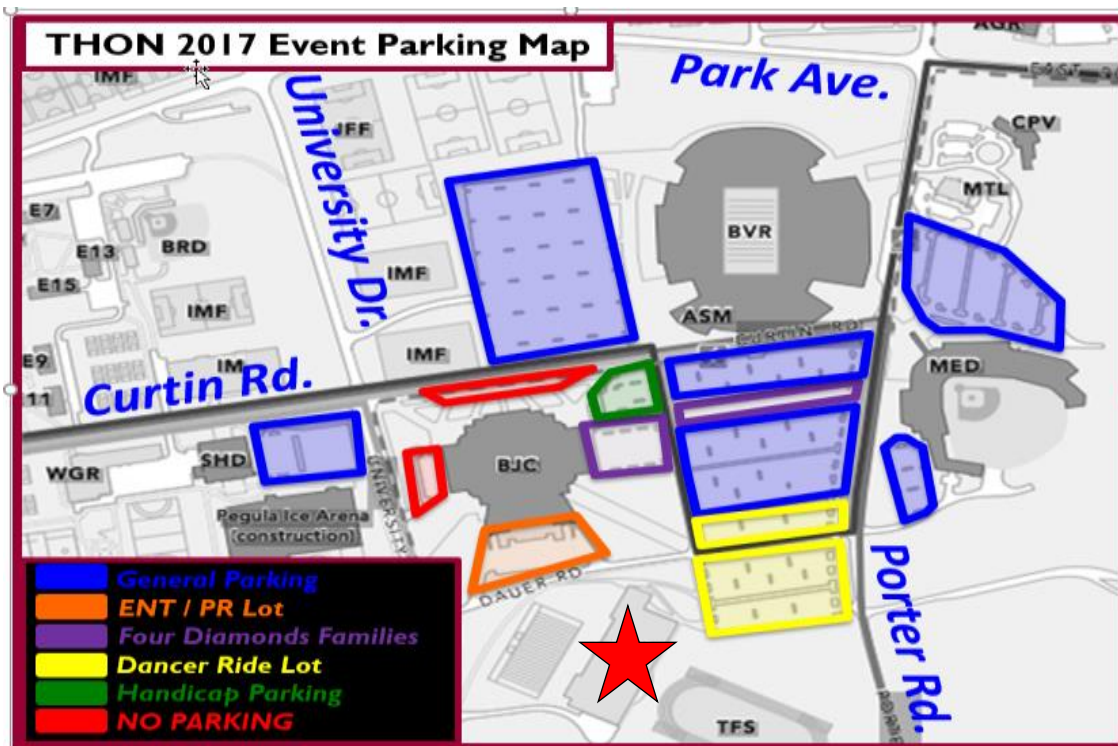 THON 2017 Event Parking Map
AGR
IMF
Park Ave.
EAST
University Dr.
JFF
CPV
MTL
E7
E13
BRD
BVR
E15
IMF
IMF
ASM
CURTIN RD
E9
IM
IMF
MED
11
Curtin Rd.
WGR
SHD
BJC
UNIVERSITY
Pegula Ice Arena
(construction)
General Parking
ENT / PR Lot
Four Diamonds Families
Dancer Ride Lot
Handicap Parking
NO PARKING
DAUER RD
Porter Rd.
TFS